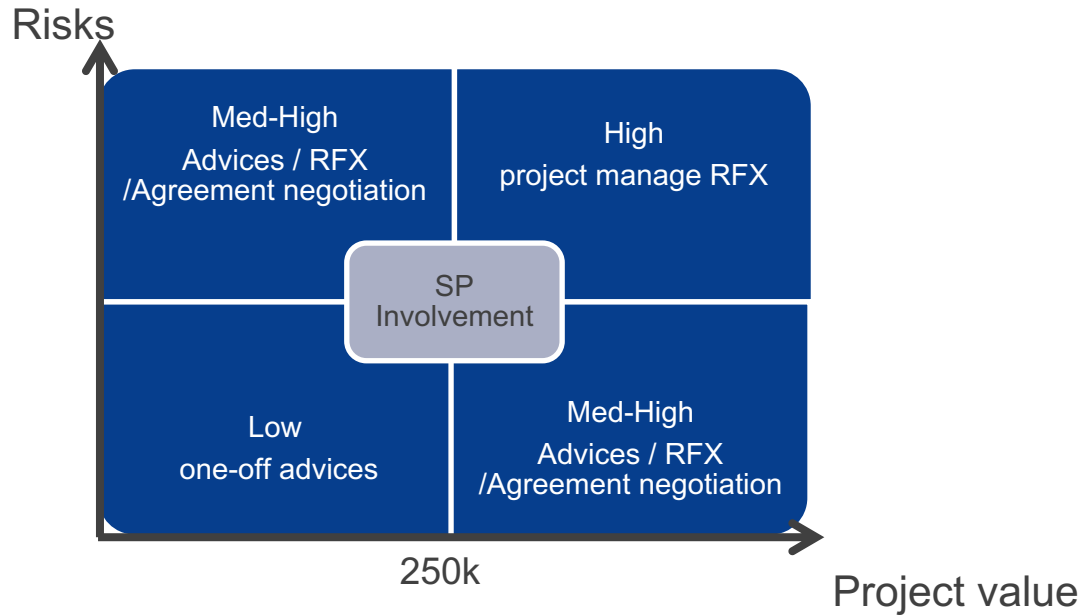 Risks
Med-High
Advices / RFX
/Agreement negotiation
High
project manage RFX
SP
Involvement
Low
one-off advices
Med-High
Advices / RFX
/Agreement negotiation
250k
Project value